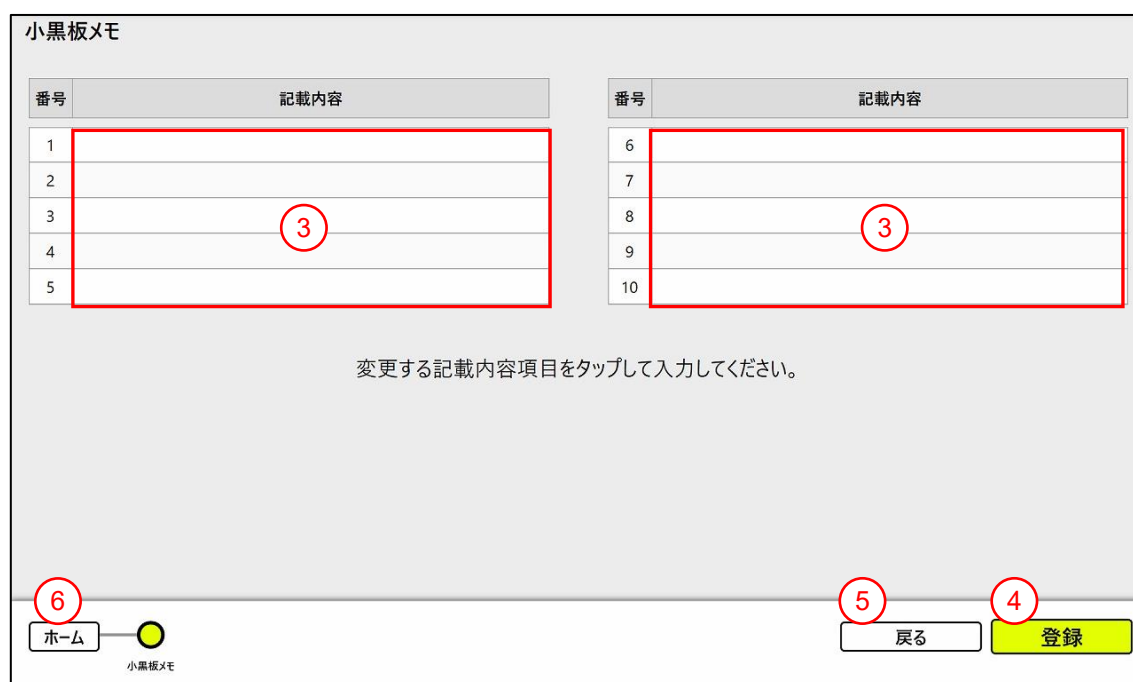 小黒板メモ
番号 記載内容
1
2
3
4
5
③
番号 記載内容
6
7
8
9
10
③
変更する記載内容項目をタップして入力してください。
⑥ ⑤ ④
ホーム 戻る 登録
小黒板メモ